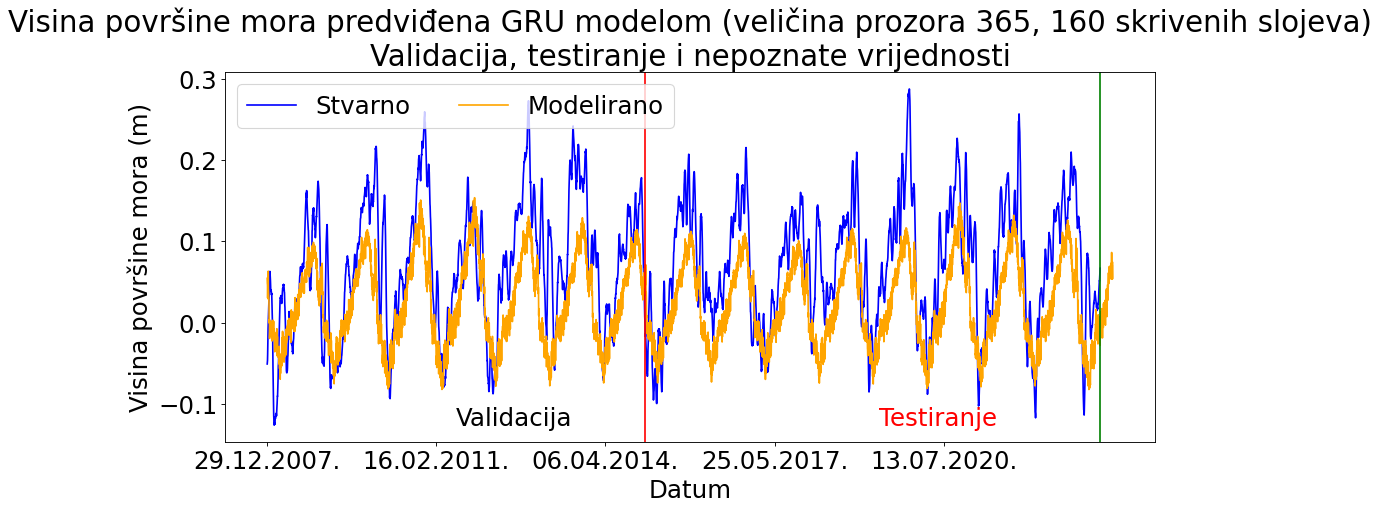 Visina površine mora predviđena GRU modelom (veličina prozora 365, 160 skrivenih slojeva)
Validacija, testiranje i nepoznate vrijednosti
Visina površine mora (m)
0.3
0.2
0.1
0.0
−0.1
Stvarno Modelirano
Validacija Testiranje
29.12.2007. 16.02.2011. 06.04.2014. 25.05.2017. 13.07.2020.
Datum